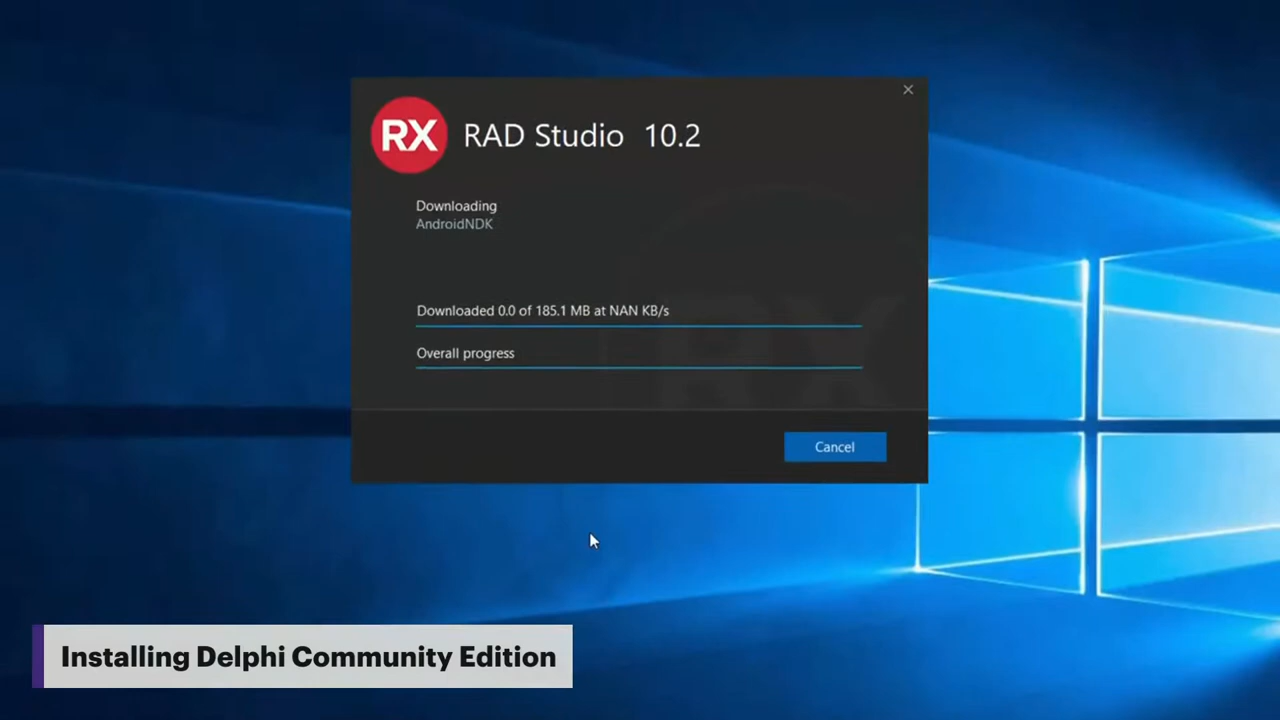 RX RAD Studio 10.2
Downloading
AndroidNDK
Downloaded 0.0 of 185.1 MB at NAN KB/s
Overall progress
Cancel
Installing Delphi Community Edition